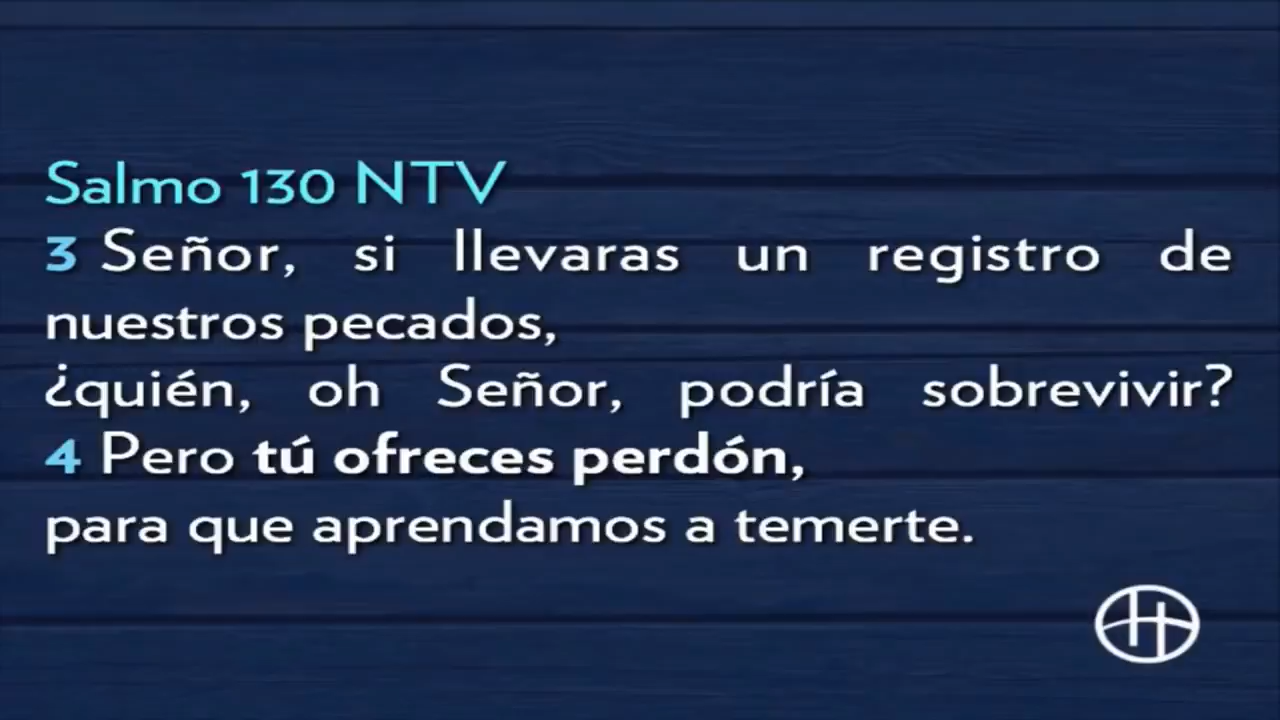 Salmo 130 NTV
3 Señor, si llevaras un registro de
nuestros pecados,
¿quién, oh Señor, podría sobrevivir?
4 Pero tú ofreces perdón,
para que aprendamos a temerte.